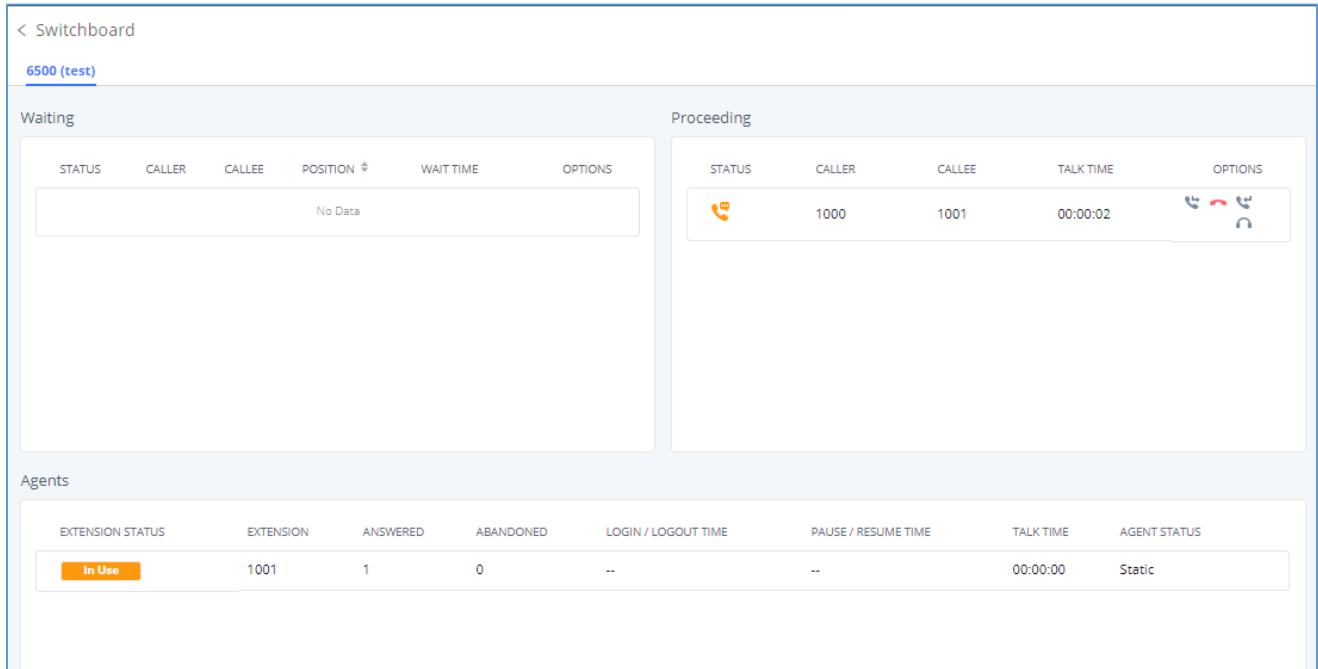 < Switchboard
6500 (test)
Waiting
STATUS CALLER CALLEE POSITION WAIT TIME OPTIONS
No Data
Proceeding
STATUS CALLER CALLEE TALK TIME OPTIONS
1000 1001 00:00:02
Agents
EXTENSION STATUS EXTENSION ANSWERED ABANDONED LOGIN / LOGOUT TIME PAUSE / RESUME TIME TALK TIME AGENT STATUS
In Use 1001 1 0 -- -- 00:00:00 Static